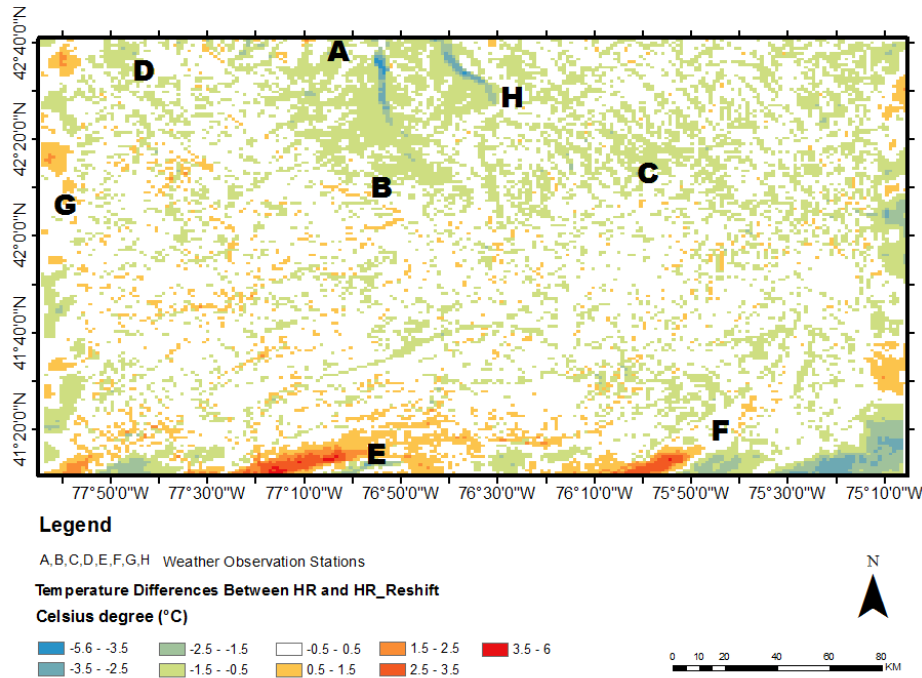 A
D
H
C
B
G
F
E
42°40'0"N
42°20'0"N
42°0'0"N
41°40'0"N
41°20'0"N
77°50'0"W 77°30'0"W 77°10'0"W 76°50'0"W 76°30'0"W 76°10'0"W 75°50'0"W 75°30'0"W 75°10'0"W
Legend
A,B,C,D,E,F,G,H Weather Observation Stations
Temperature Differences Between HR and HR_Reshift
Celsius degree (°C)
-5.6 - -3.5 -2.5 - -1.5 -0.5 - 0.5 1.5 - 2.5 3.5 - 6
-3.5 - -2.5 -1.5 - -0.5 0.5 - 1.5 2.5 - 3.5
N
0 5 10 20 40 60 80
KM